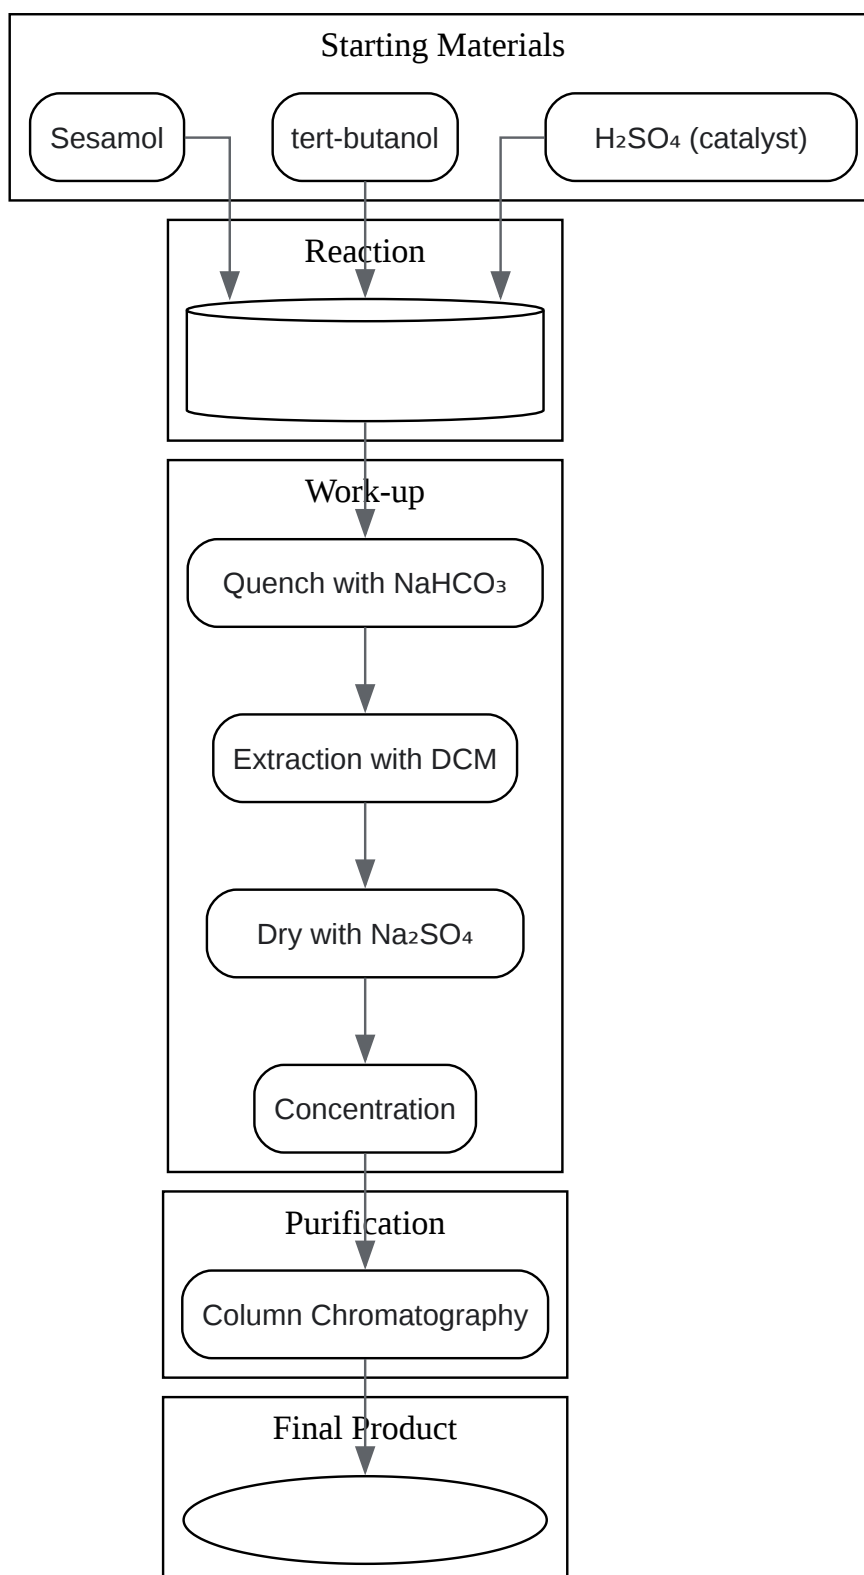 Starting Materials
Sesamol
tert-butanol
H₂SO₄ (catalyst)
Reaction
Work-up
Quench with NaHCO₃
Extraction with DCM
Dry with Na₂SO₄
Concentration
Purification
Column Chromatography
Final Product